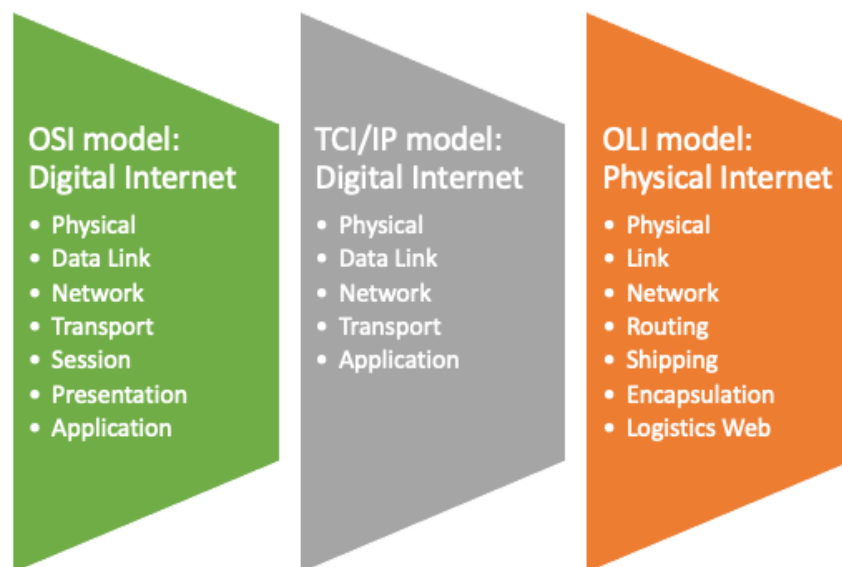 OSI model:
Digital Internet
• Physical
• Data Link
• Network
• Transport
• Session
• Presentation
• Application
TCI/IP model:
Digital Internet
• Physical
• Data Link
• Network
• Transport
• Application
OLI model:
Physical Internet
• Physical
• Link
• Network
• Routing
• Shipping
• Encapsulation
• Logistics Web